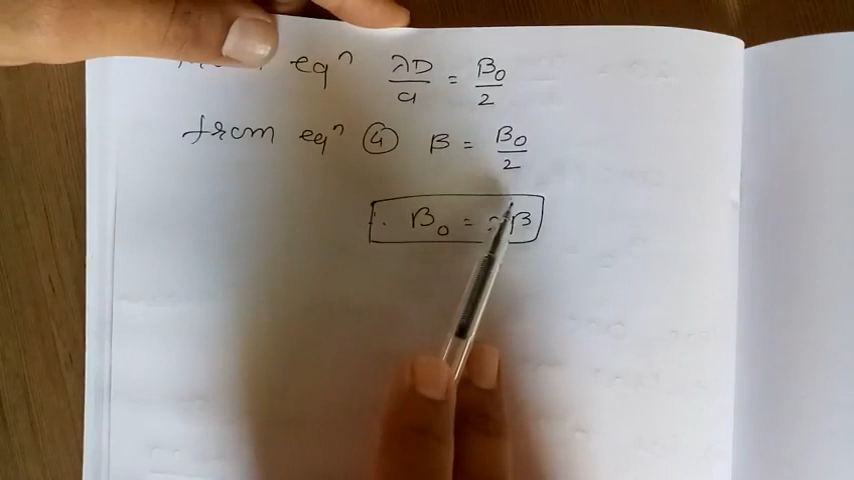 eqⁿ λD/a = β₀/2
from eqⁿ ④ β = β₀/2
∴ β₀ = 2β